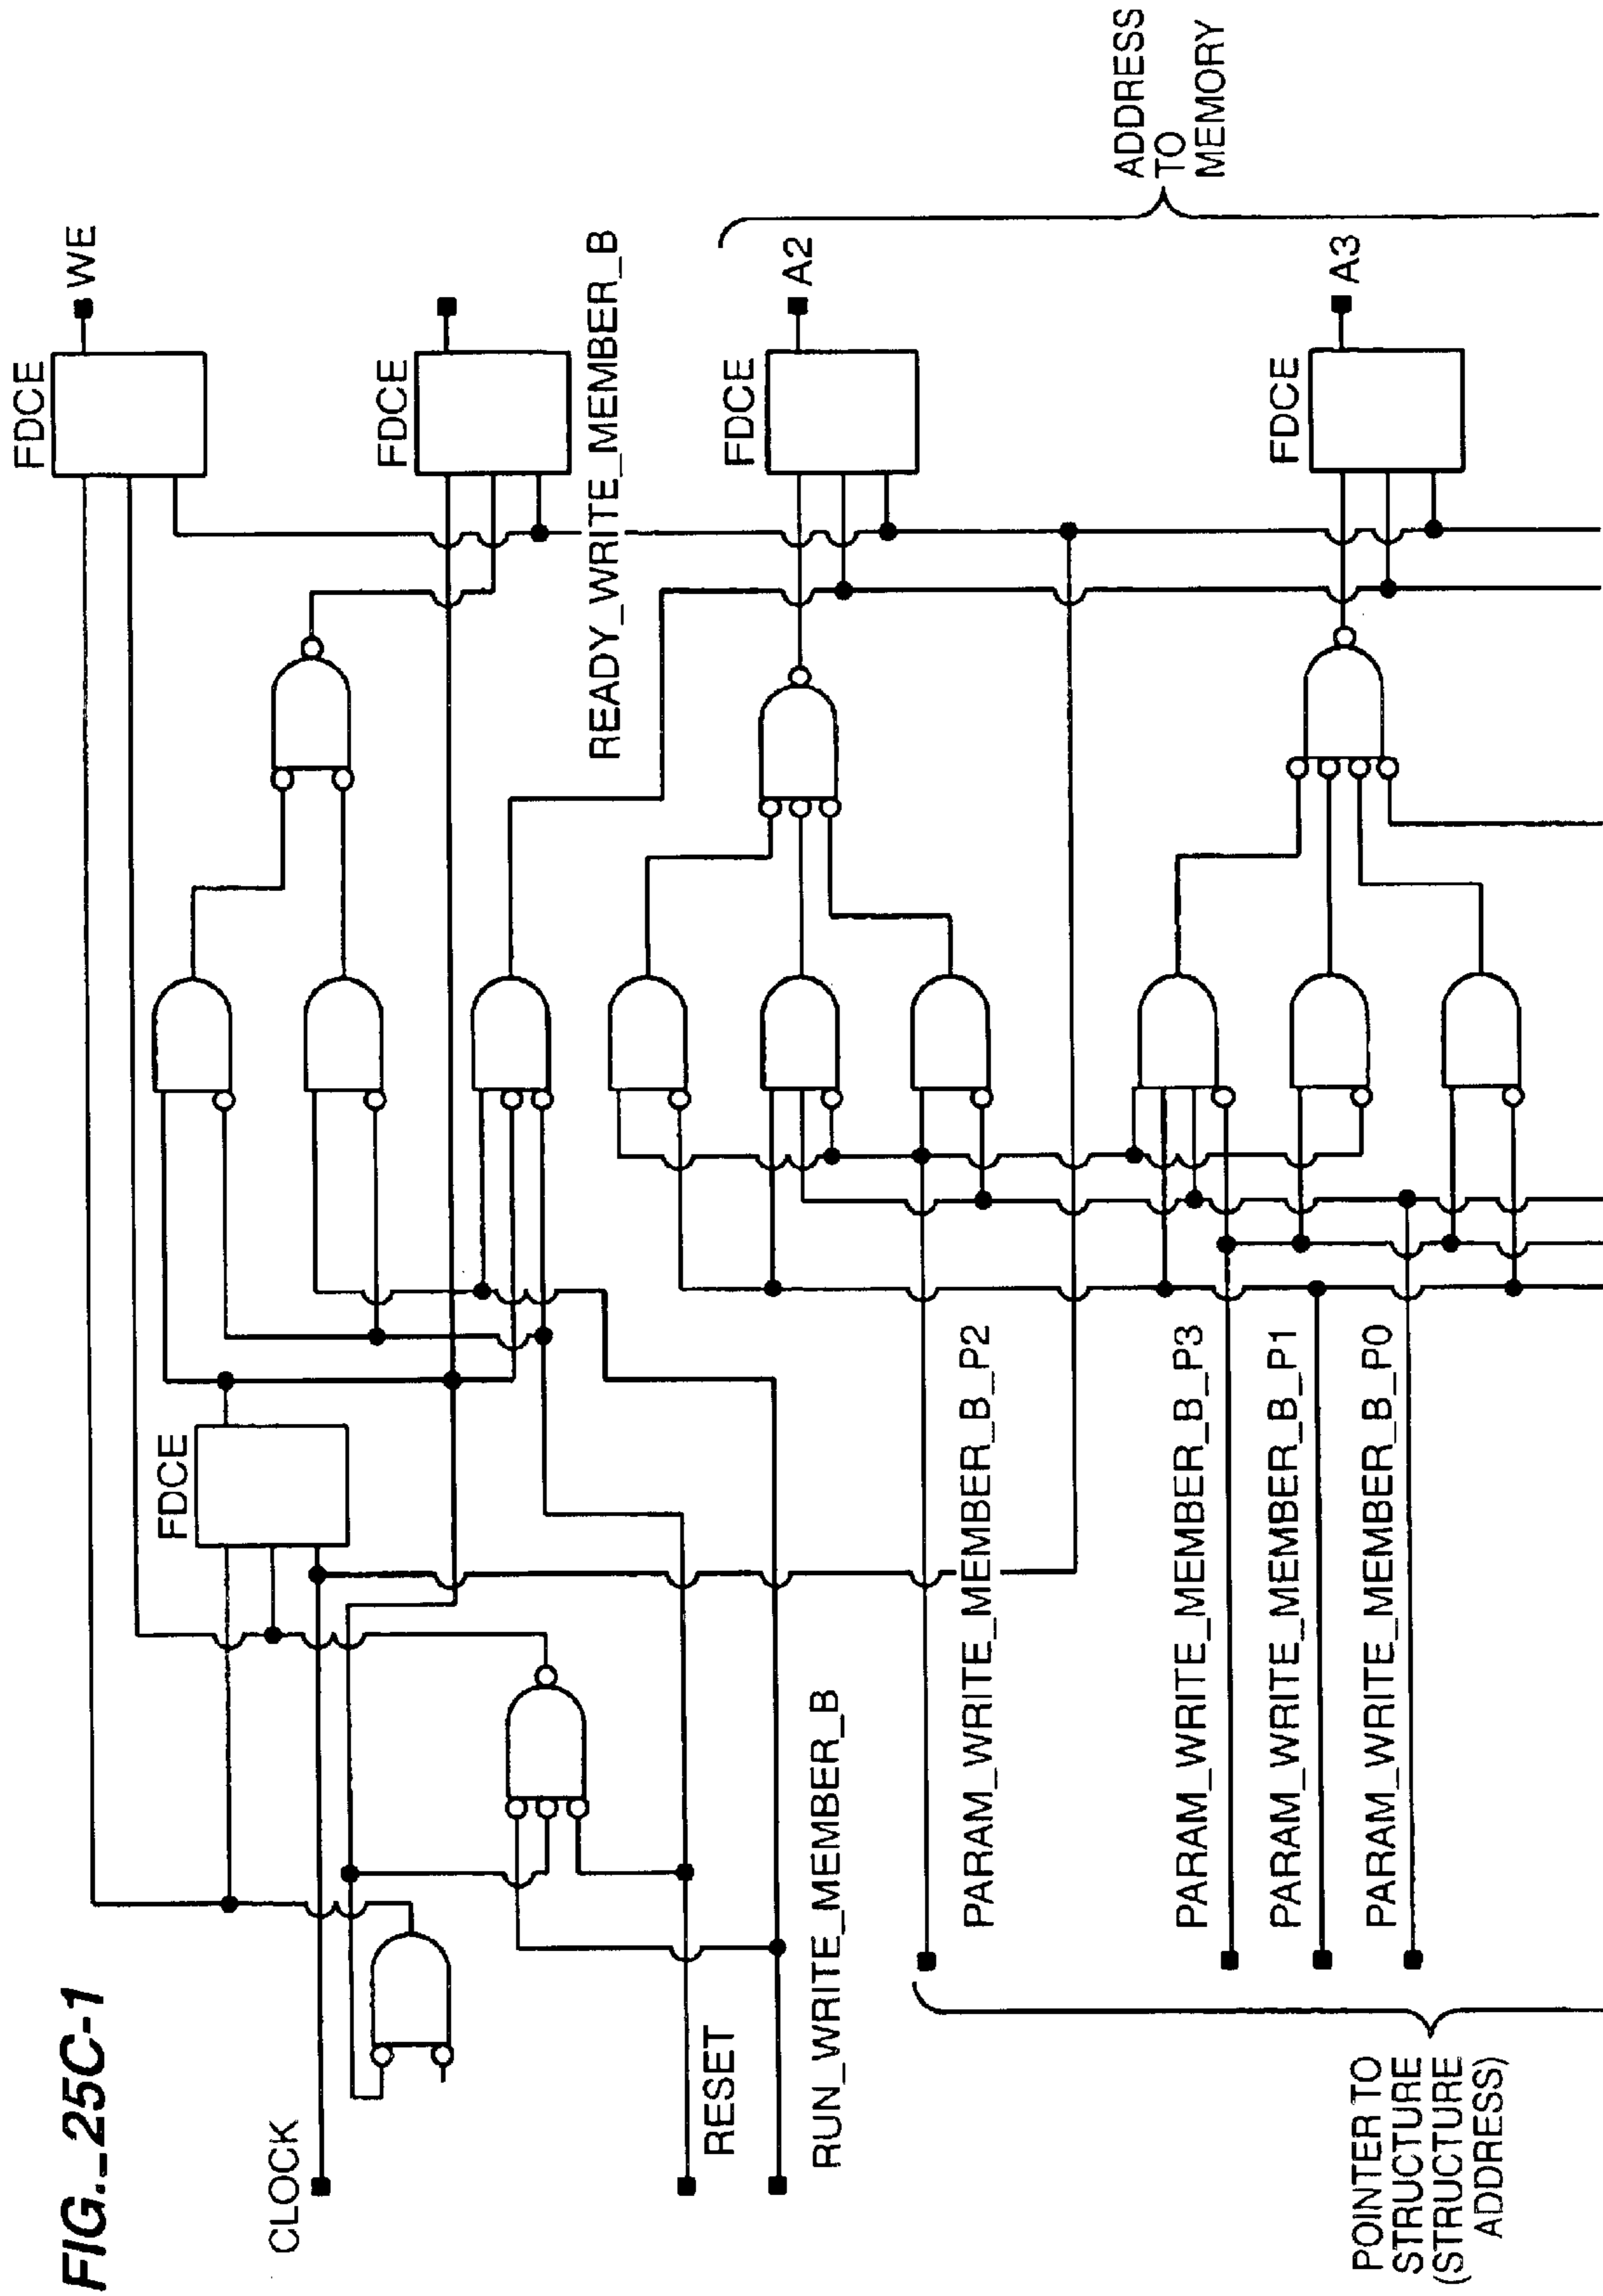 FIG._25C-1
CLOCK
RESET
RUN_WRITE_MEMBER_B
POINTER TO
STRUCTURE
(STRUCTURE
ADDRESS)
PARAM_WRITE_MEMBER_B_P2
PARAM_WRITE_MEMBER_B_P3
PARAM_WRITE_MEMBER_B_P1
PARAM_WRITE_MEMBER_B_P0
FDCE
FDCE
WE
FDCE
READY_WRITE_MEMBER_B
FDCE
A2
FDCE
A3
ADDRESS
TO
MEMORY